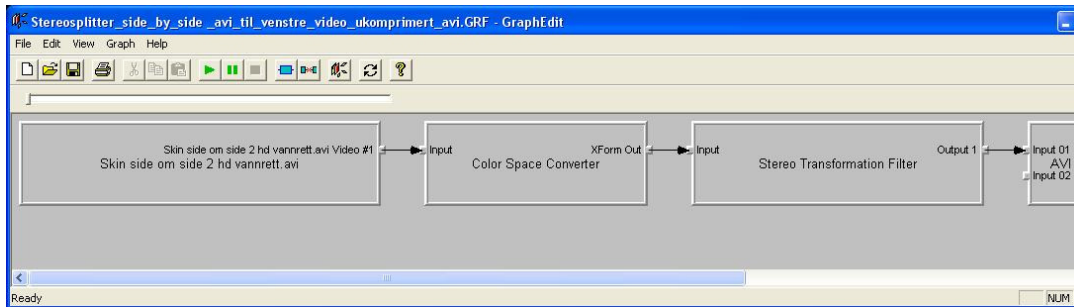 Stereosplitter_side_by_side _avi_til_venstre_video_ukomprimert_avi.GRF - GraphEdit
File Edit View Graph Help
Skin side om side 2 hd vannrett.avi Video #1
Skin side om side 2 hd vannrett.avi
Input XForm Out
Color Space Converter
Input Output 1
Stereo Transformation Filter
Input 01
AVI
Input 02
Ready NUM